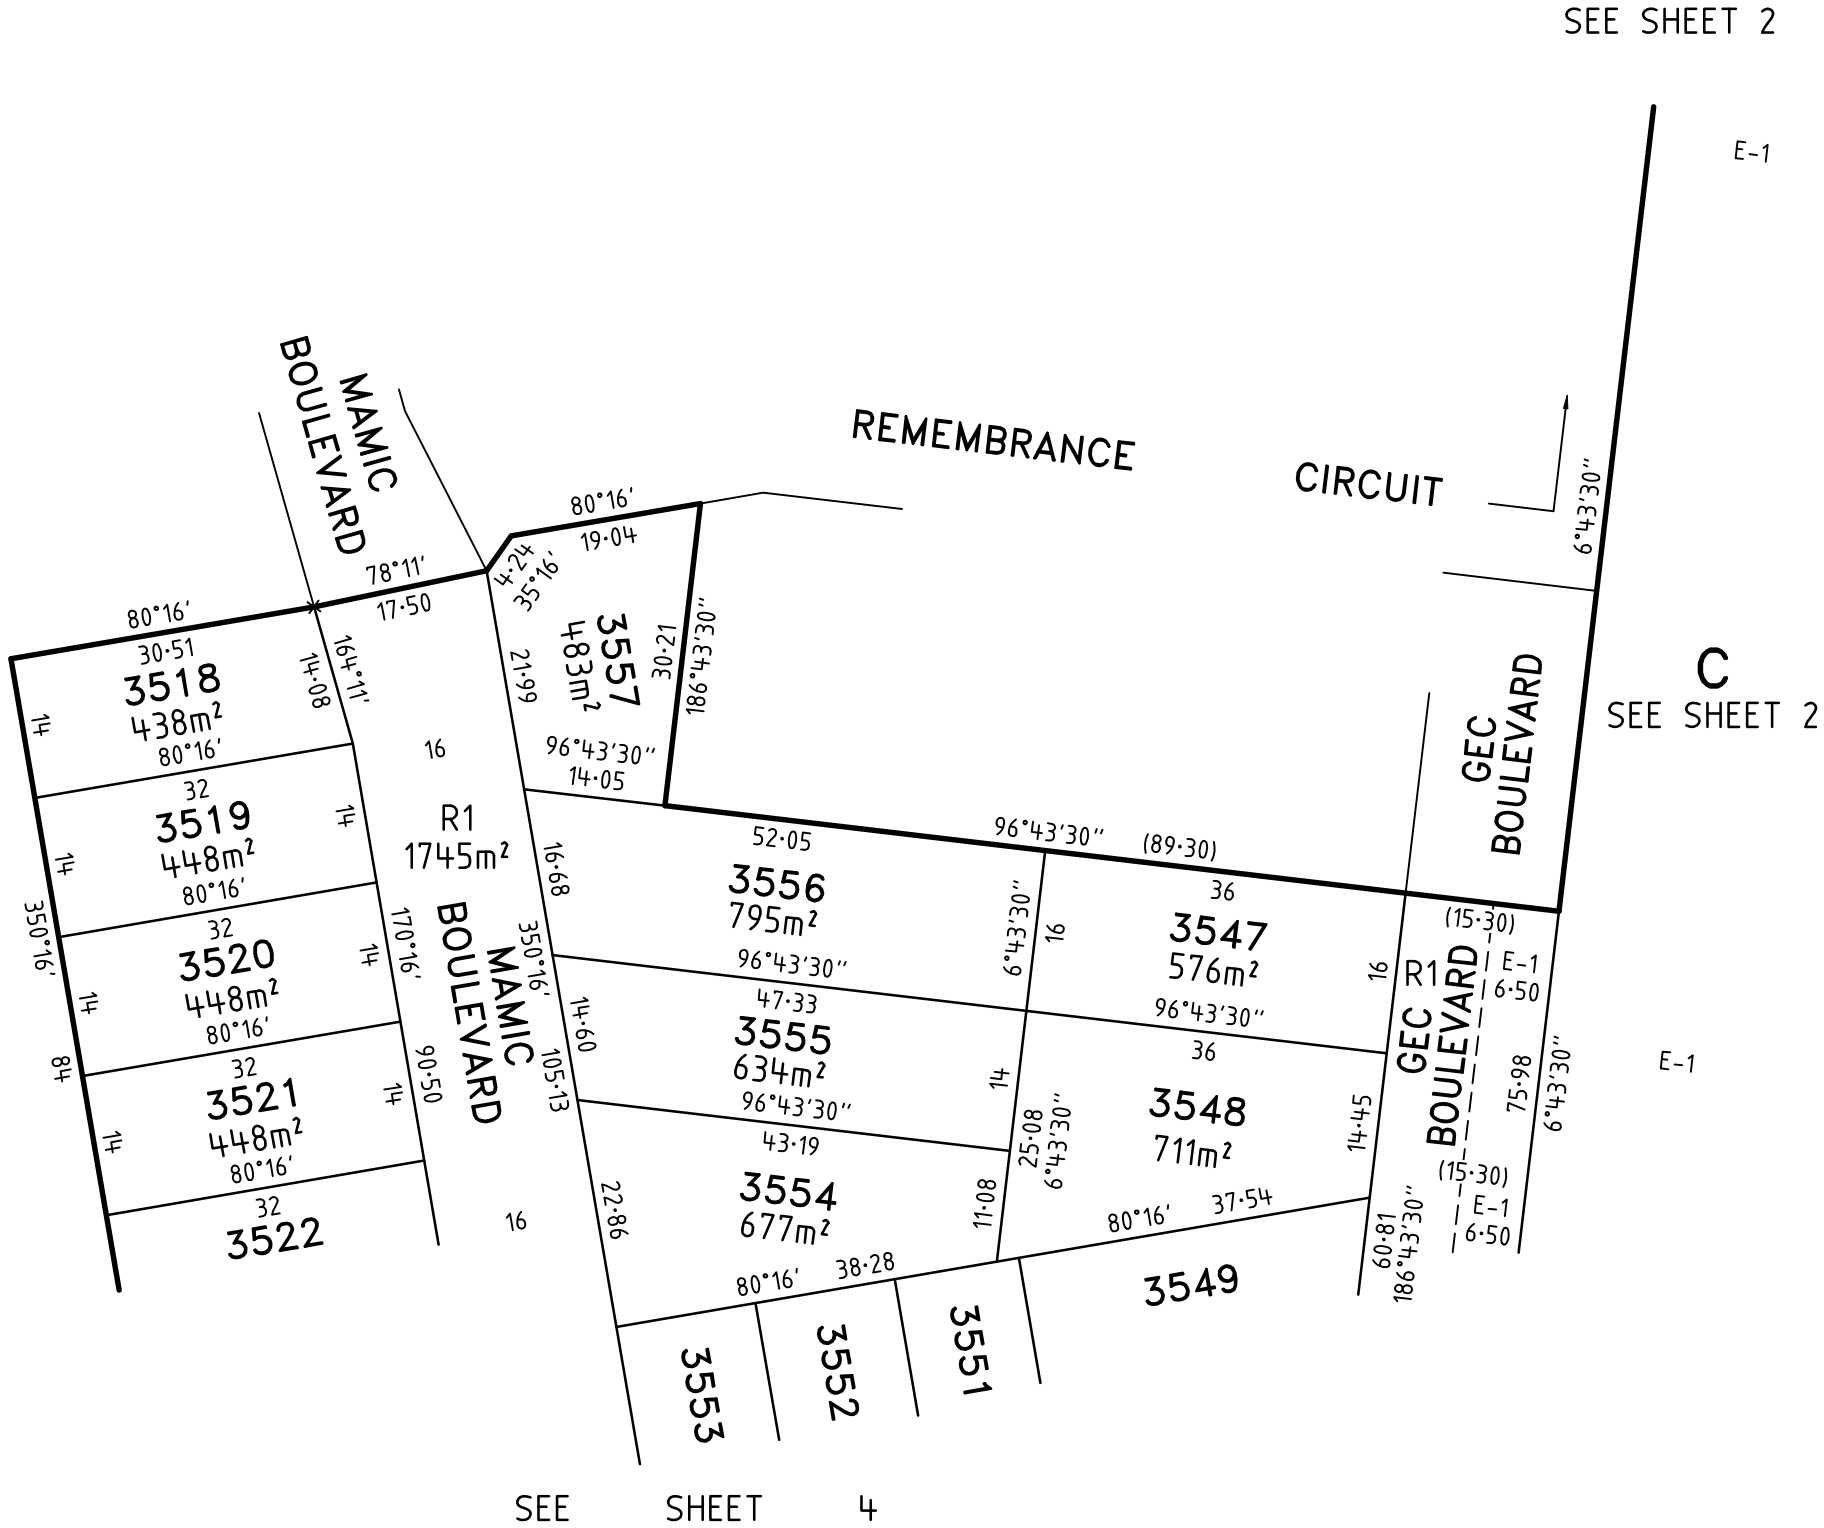 SEE SHEET 2
E-1
MAMIC
BOULEVARD
REMEMBRANCE
CIRCUIT
6°43'30"
80°16'
19·04
4·24
35°16'
78°11'
17·50
80°16'
30·51
3518
438m²
14
14·08
164°11'
80°16'
21·99
3557
483m²
30·21
186°43'30"
96°43'30"
14·05
GEC
BOULEVARD
C
SEE SHEET 2
16
32
3519
448m²
14
14
80°16'
R1
1745m²
52·05
96°43'30"
(89·30)
16·68
3556
795m²
96°43'30"
6°43'30"
16
36
3547
576m²
16
96°43'30"
(15·30)
R1
GEC
BOULEVARD
E-1
6·50
350°16'
84
32
3520
448m²
14
14
80°16'
170°16'
90·50
MAMIC
BOULEVARD
350°16'
105·13
14·60
47·33
3555
634m²
14
96°43'30"
36
3548
711m²
14·45
25·08
6°43'30"
75·98
6°43'30"
E-1
32
3521
448m²
14
14
80°16'
43·19
3554
677m²
22·86
11·08
80°16'
38·28
80°16'
37·54
(15·30)
E-1
6·50
60·81
186°43'30"
32
3522
16
3549
3553
3552
3551
SEE SHEET 4